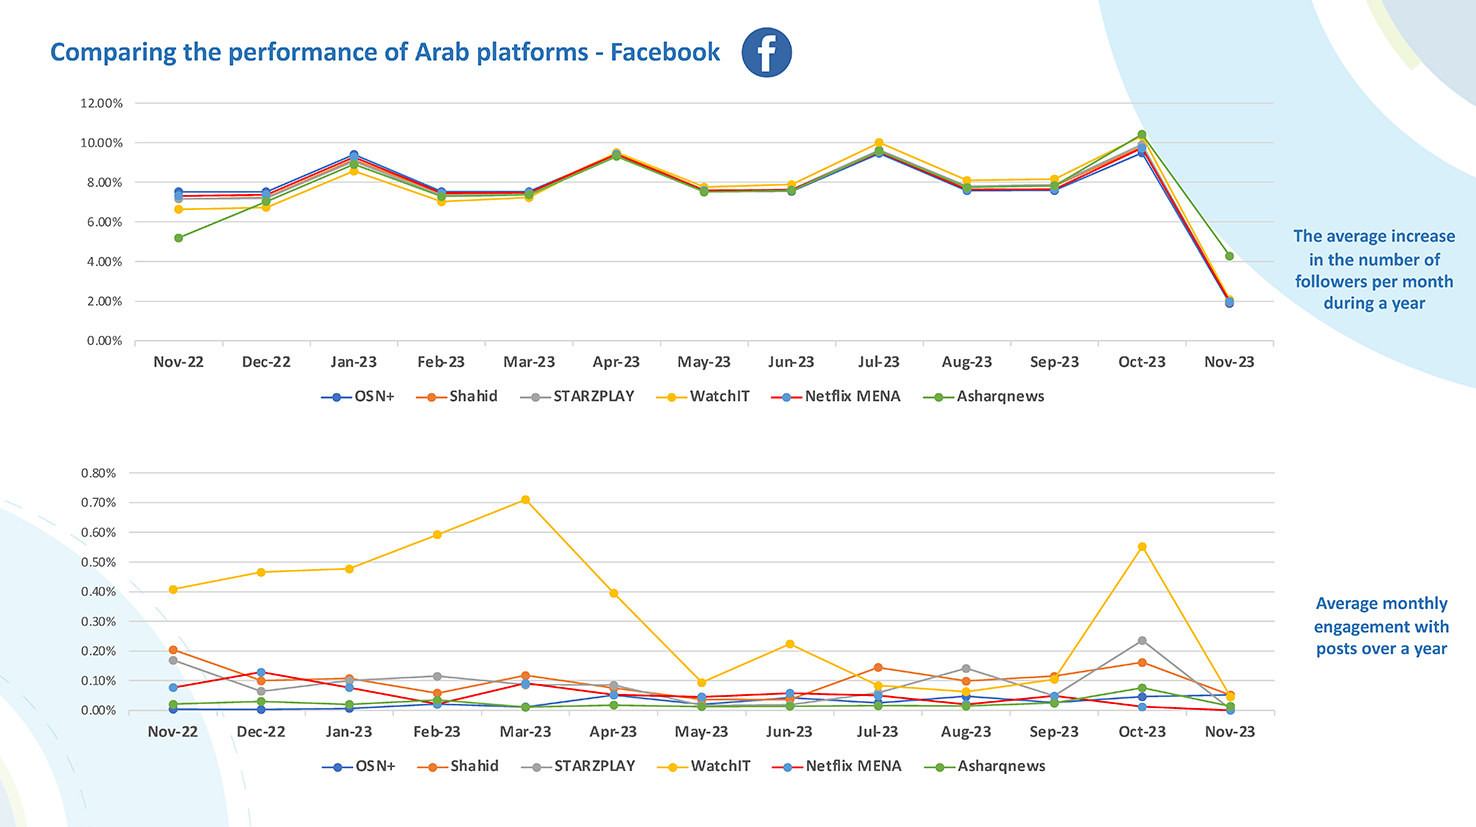 Comparing the performance of Arab platforms - Facebook
12.00%
10.00%
8.00%
6.00%
4.00%
2.00%
0.00%
Nov-22 Dec-22 Jan-23 Feb-23 Mar-23 Apr-23 May-23 Jun-23 Jul-23 Aug-23 Sep-23 Oct-23 Nov-23
OSN+ Shahid STARZPLAY WatchIT Netflix MENA Asharqnews
The average increase
in the number of
followers per month
during a year
0.80%
0.70%
0.60%
0.50%
0.40%
0.30%
0.20%
0.10%
0.00%
Nov-22 Dec-22 Jan-23 Feb-23 Mar-23 Apr-23 May-23 Jun-23 Jul-23 Aug-23 Sep-23 Oct-23 Nov-23
OSN+ Shahid STARZPLAY WatchIT Netflix MENA Asharqnews
Average monthly
engagement with
posts over a year